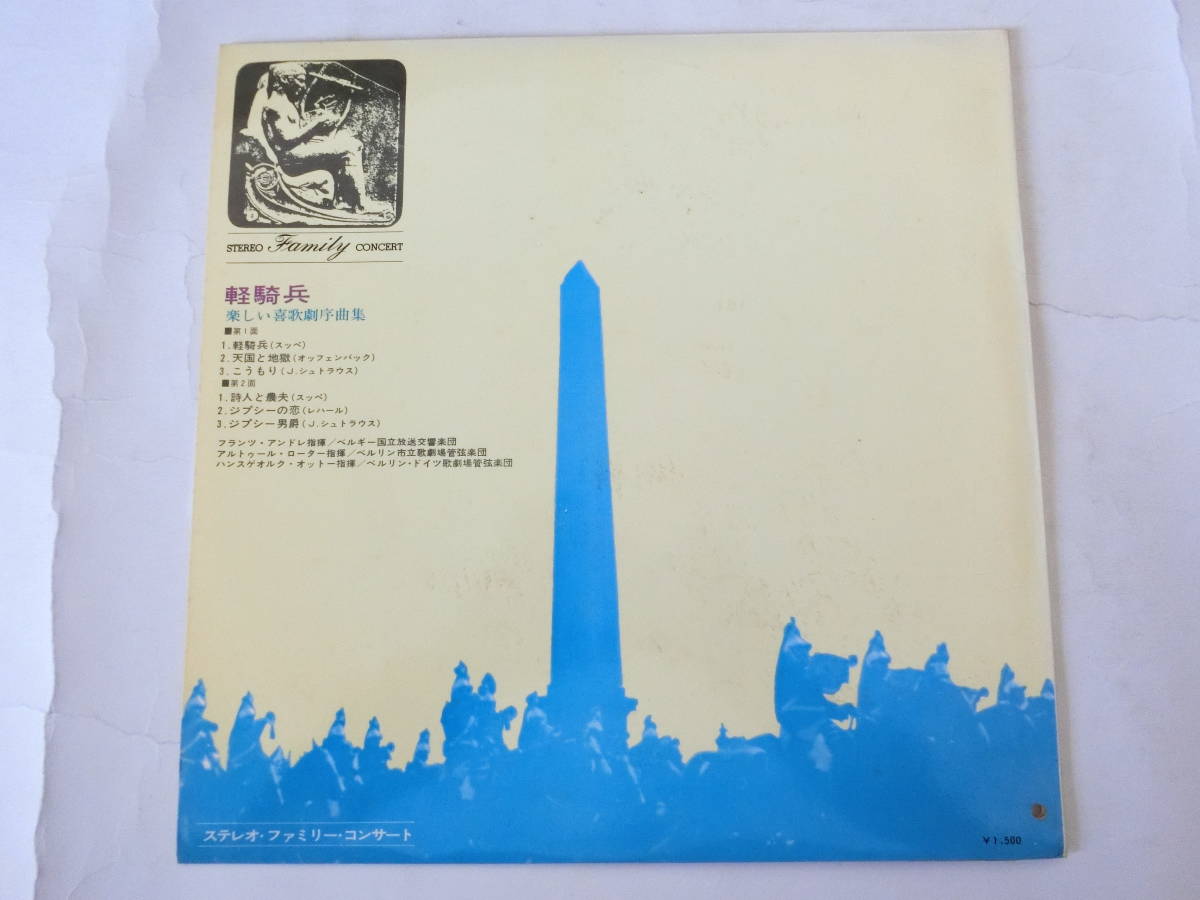 STEREO Family CONCERT
軽騎兵
楽しい喜歌劇序曲集
■第1面
1.軽騎兵(スッペ)
2.天国と地獄(オッフェンバック)
3.こうもり(J.シュトラウス)
■第2面
1.詩人と農夫(スッペ)
2.ジプシーの恋(レハール)
3.ジプシー男爵(J.シュトラウス)
フランツ・アンドレ指揮/ベルギー国立放送交響楽団
アルトゥール・ローター指揮/ベルリン市立歌劇場管弦楽団
ハンスゲオルク・オットー指揮/ベルリン・ドイツ歌劇場管弦楽団
ステレオ・ファミリー・コンサート
¥1,500